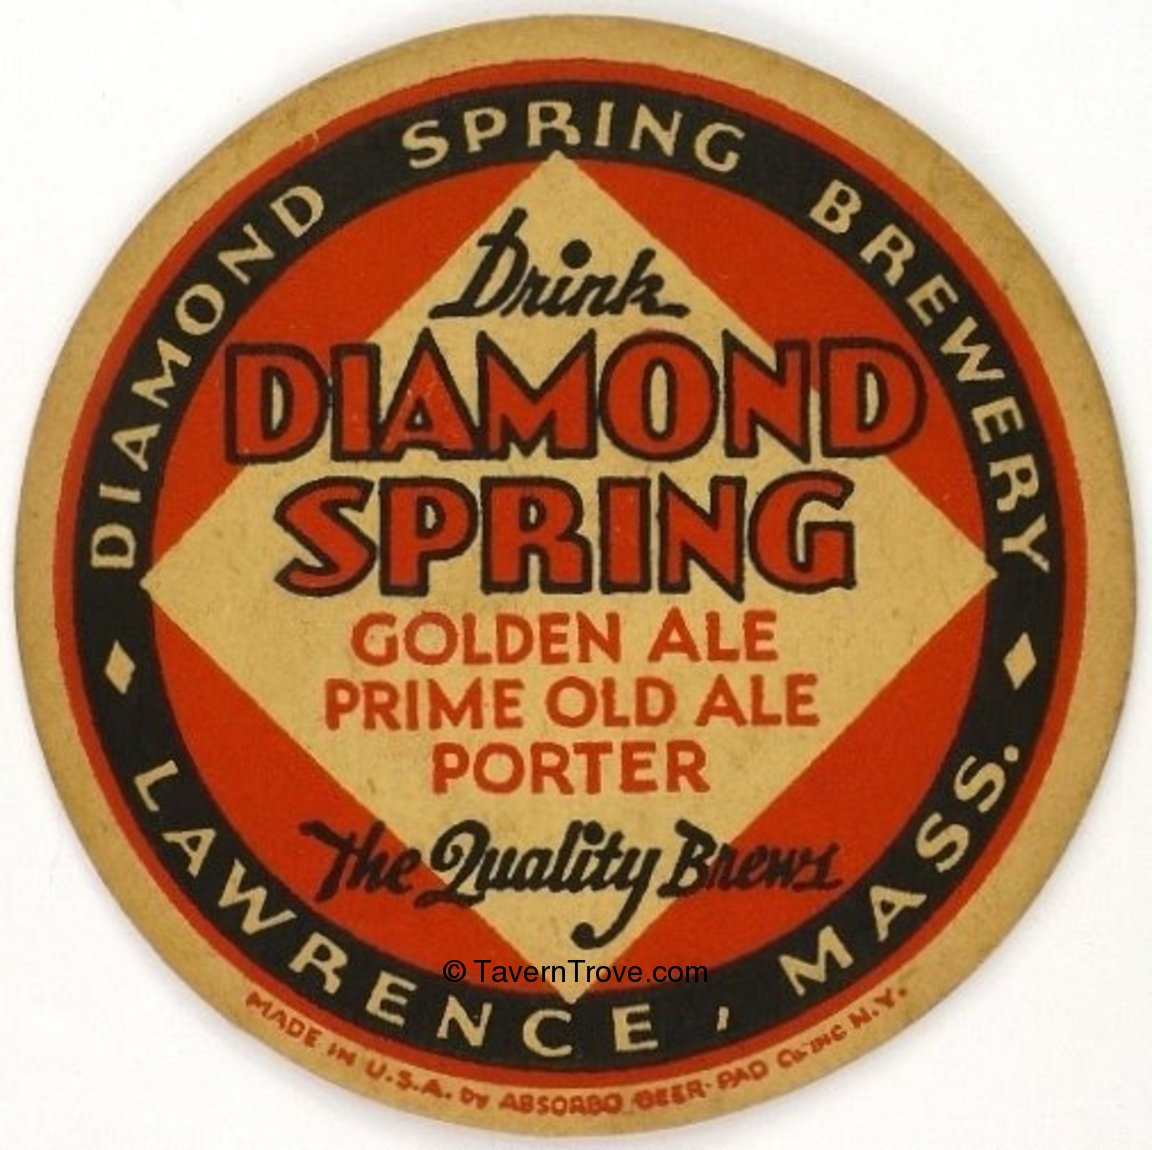 DIAMOND SPRING BREWERY
Drink
DIAMOND
SPRING
GOLDEN ALE
PRIME OLD ALE
PORTER
The Quality Brews
© TavernTrove.com
LAWRENCE, MASS.
MADE IN U.S.A. by ABSORBO BEER-PAD Co. INC N.Y.